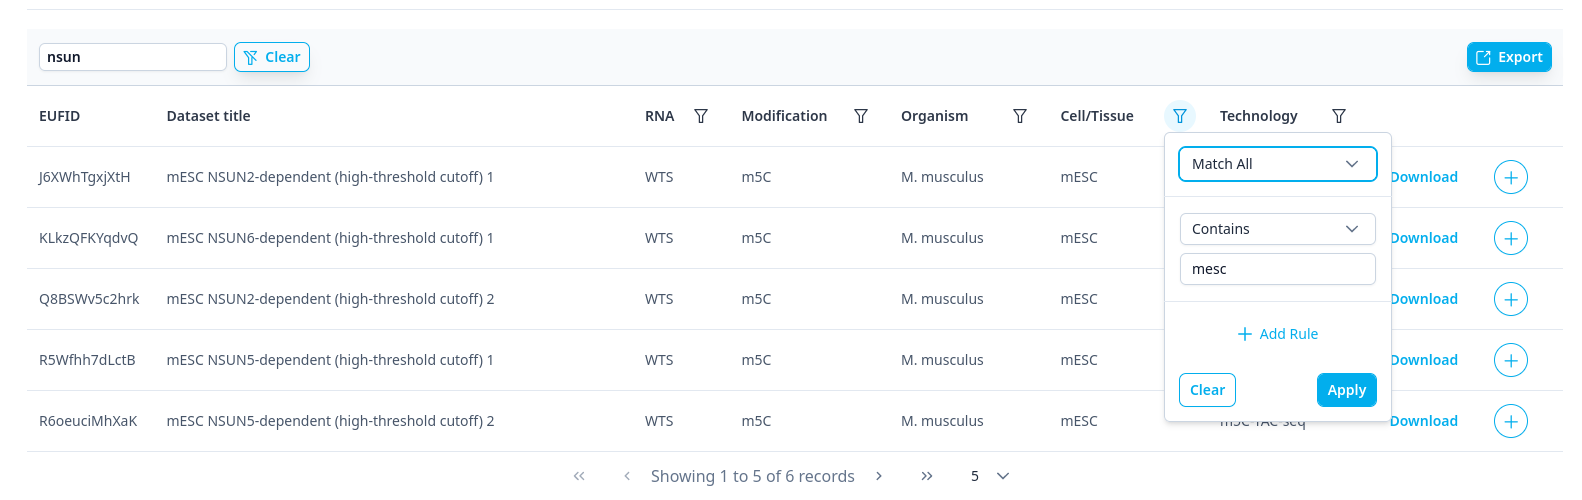 nsun Clear Export
EUFID Dataset title RNA Modification Organism Cell/Tissue Technology
Match All
J6XWhTgxjXtH mESC NSUN2-dependent (high-threshold cutoff) 1 WTS m5C M. musculus mESC Download
KLkzQFKYqdvQ mESC NSUN6-dependent (high-threshold cutoff) 1 WTS m5C M. musculus mESC Contains Download
mesc
Q8BSWv5c2hrk mESC NSUN2-dependent (high-threshold cutoff) 2 WTS m5C M. musculus mESC Download
Add Rule
R5Wfhh7dLctB mESC NSUN5-dependent (high-threshold cutoff) 1 WTS m5C M. musculus mESC Download
Clear Apply
R6oeuciMhXaK mESC NSUN5-dependent (high-threshold cutoff) 2 WTS m5C M. musculus mESC Download
Showing 1 to 5 of 6 records 5